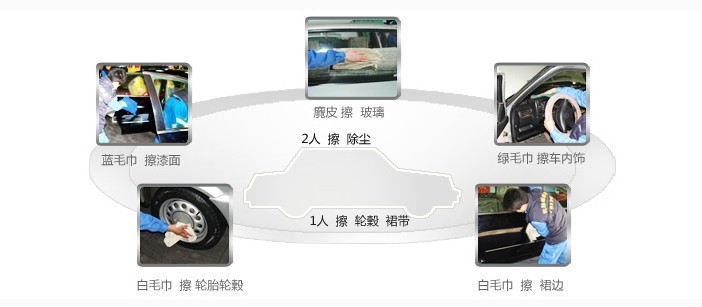 麂皮 擦 玻璃
2人 擦 除尘
蓝毛巾 擦漆面
绿毛巾 擦车内饰
1人 擦 轮毂 裙带
白毛巾 擦 轮胎轮毂
白毛巾 擦 裙边